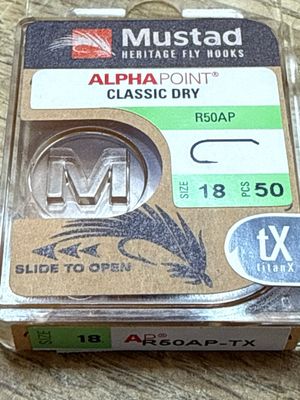 Mustad
HERITAGE FLY HOOKS
ALPHAPOINT®
CLASSIC DRY
R50AP
SIZE 18 PCS 50
M
SLIDE TO OPEN
tX
titanX
SIZE 18 AP® R50AP-TX